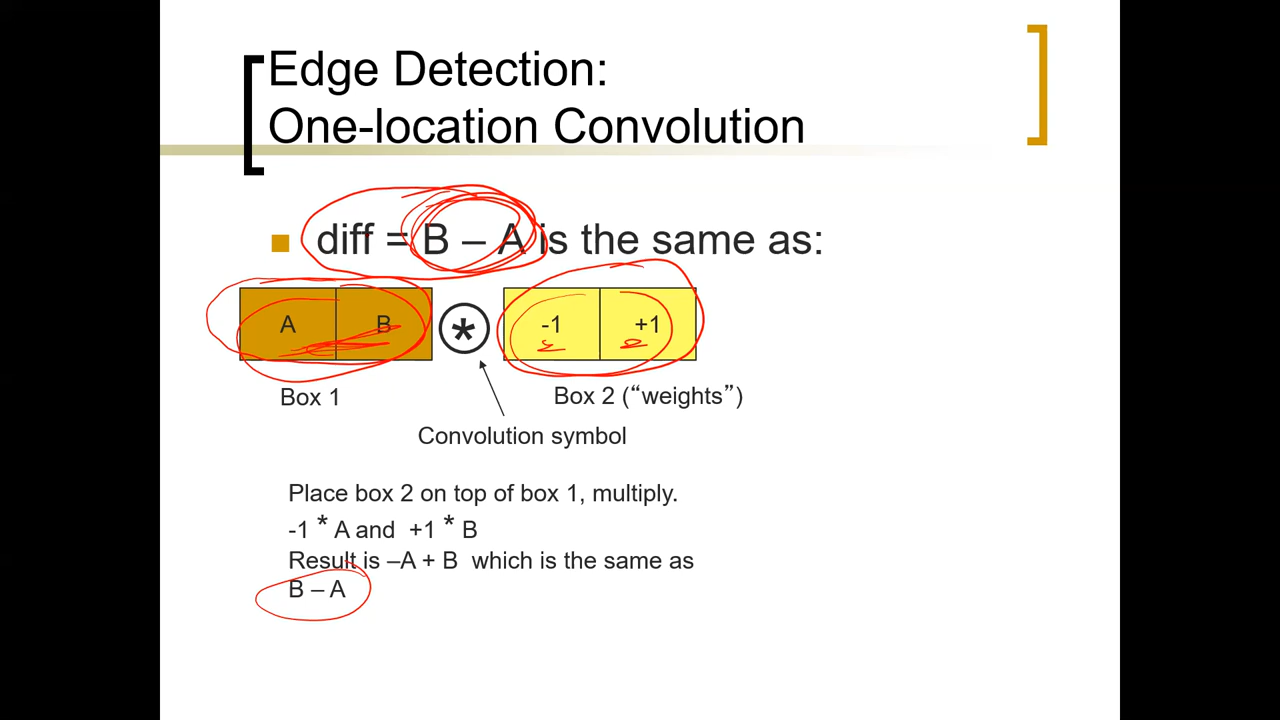 Edge Detection:
One-location Convolution
diff = B – A is the same as:
A B * -1 +1
Box 1 Box 2 (“weights”)
Convolution symbol
Place box 2 on top of box 1, multiply.
-1 * A and +1 * B
Result is –A + B which is the same as
B – A